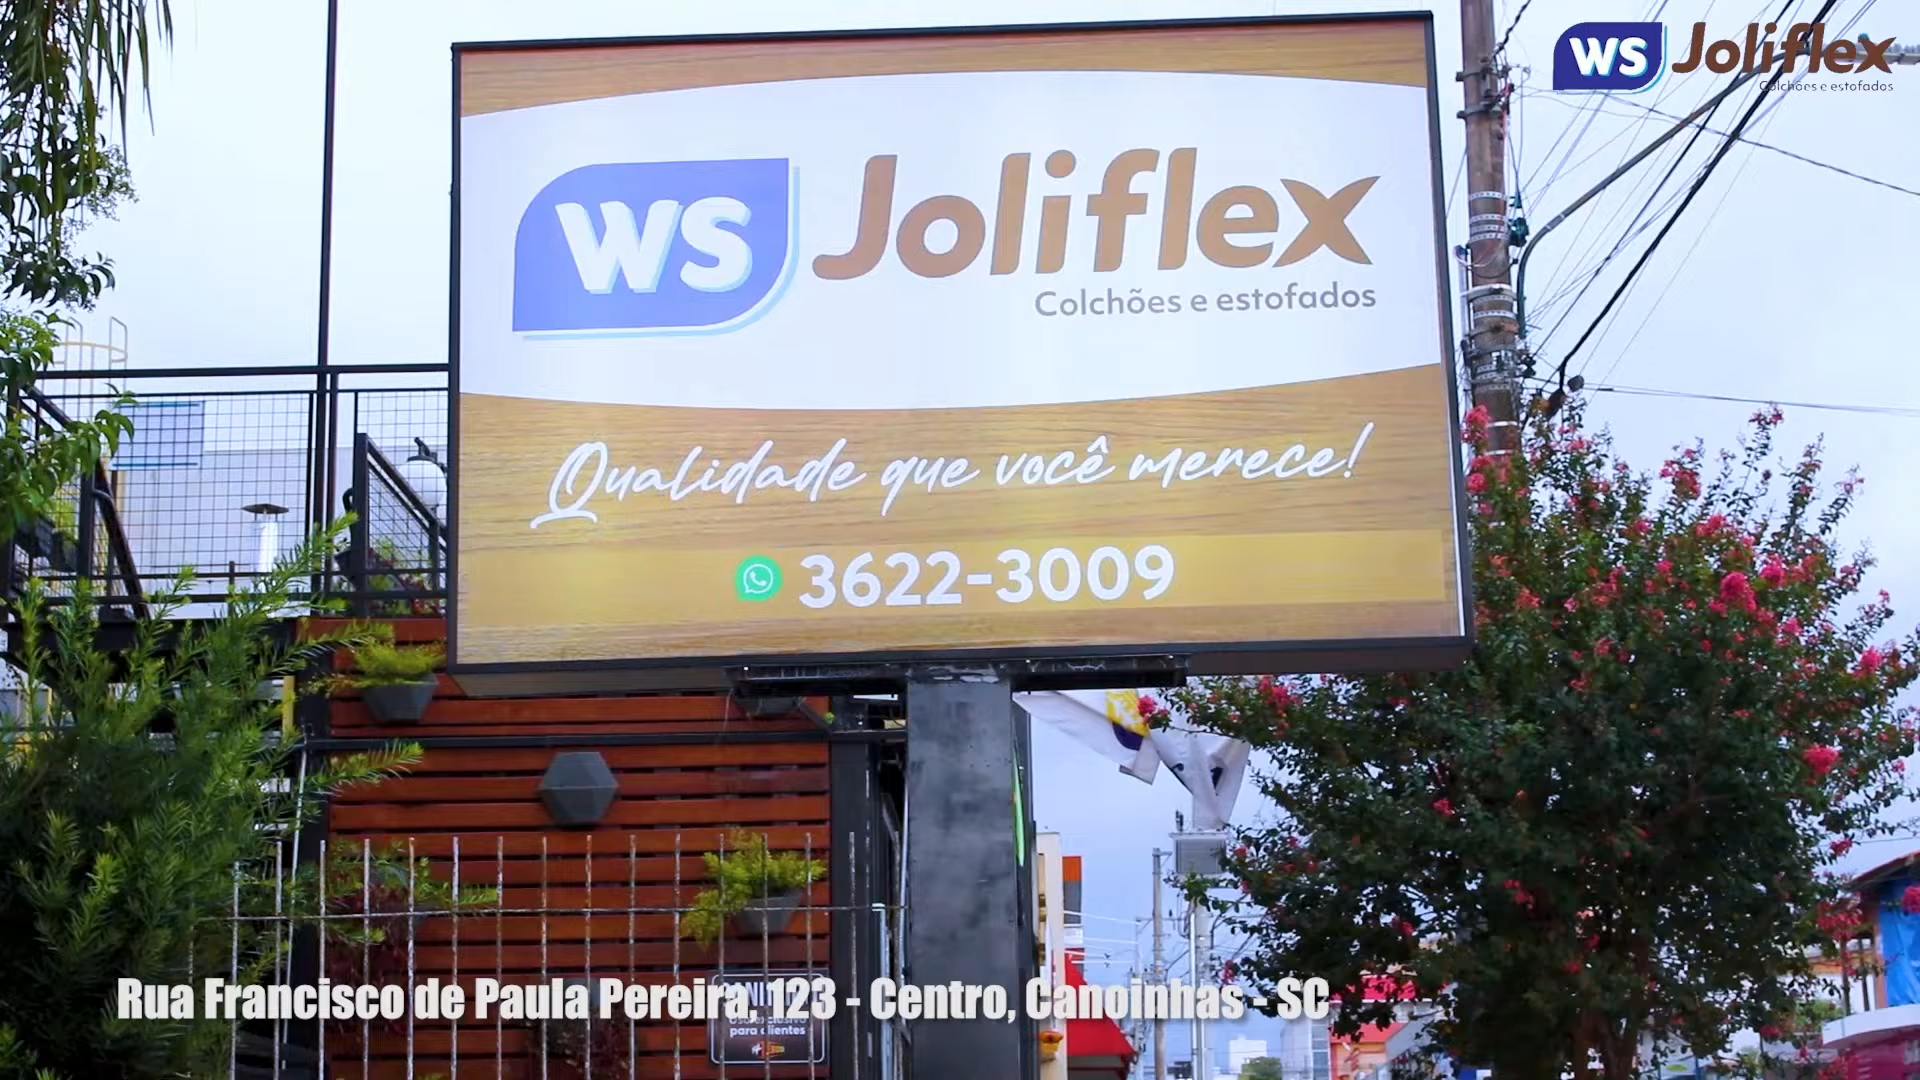 WS Joliflex
Colchões e estofados
WS Joliflex
Colchões e estofados
Qualidade que você merece!
3622-3009
Rua Francisco de Paula Pereira, 123 - Centro, Canoinhas - SC
para clientes